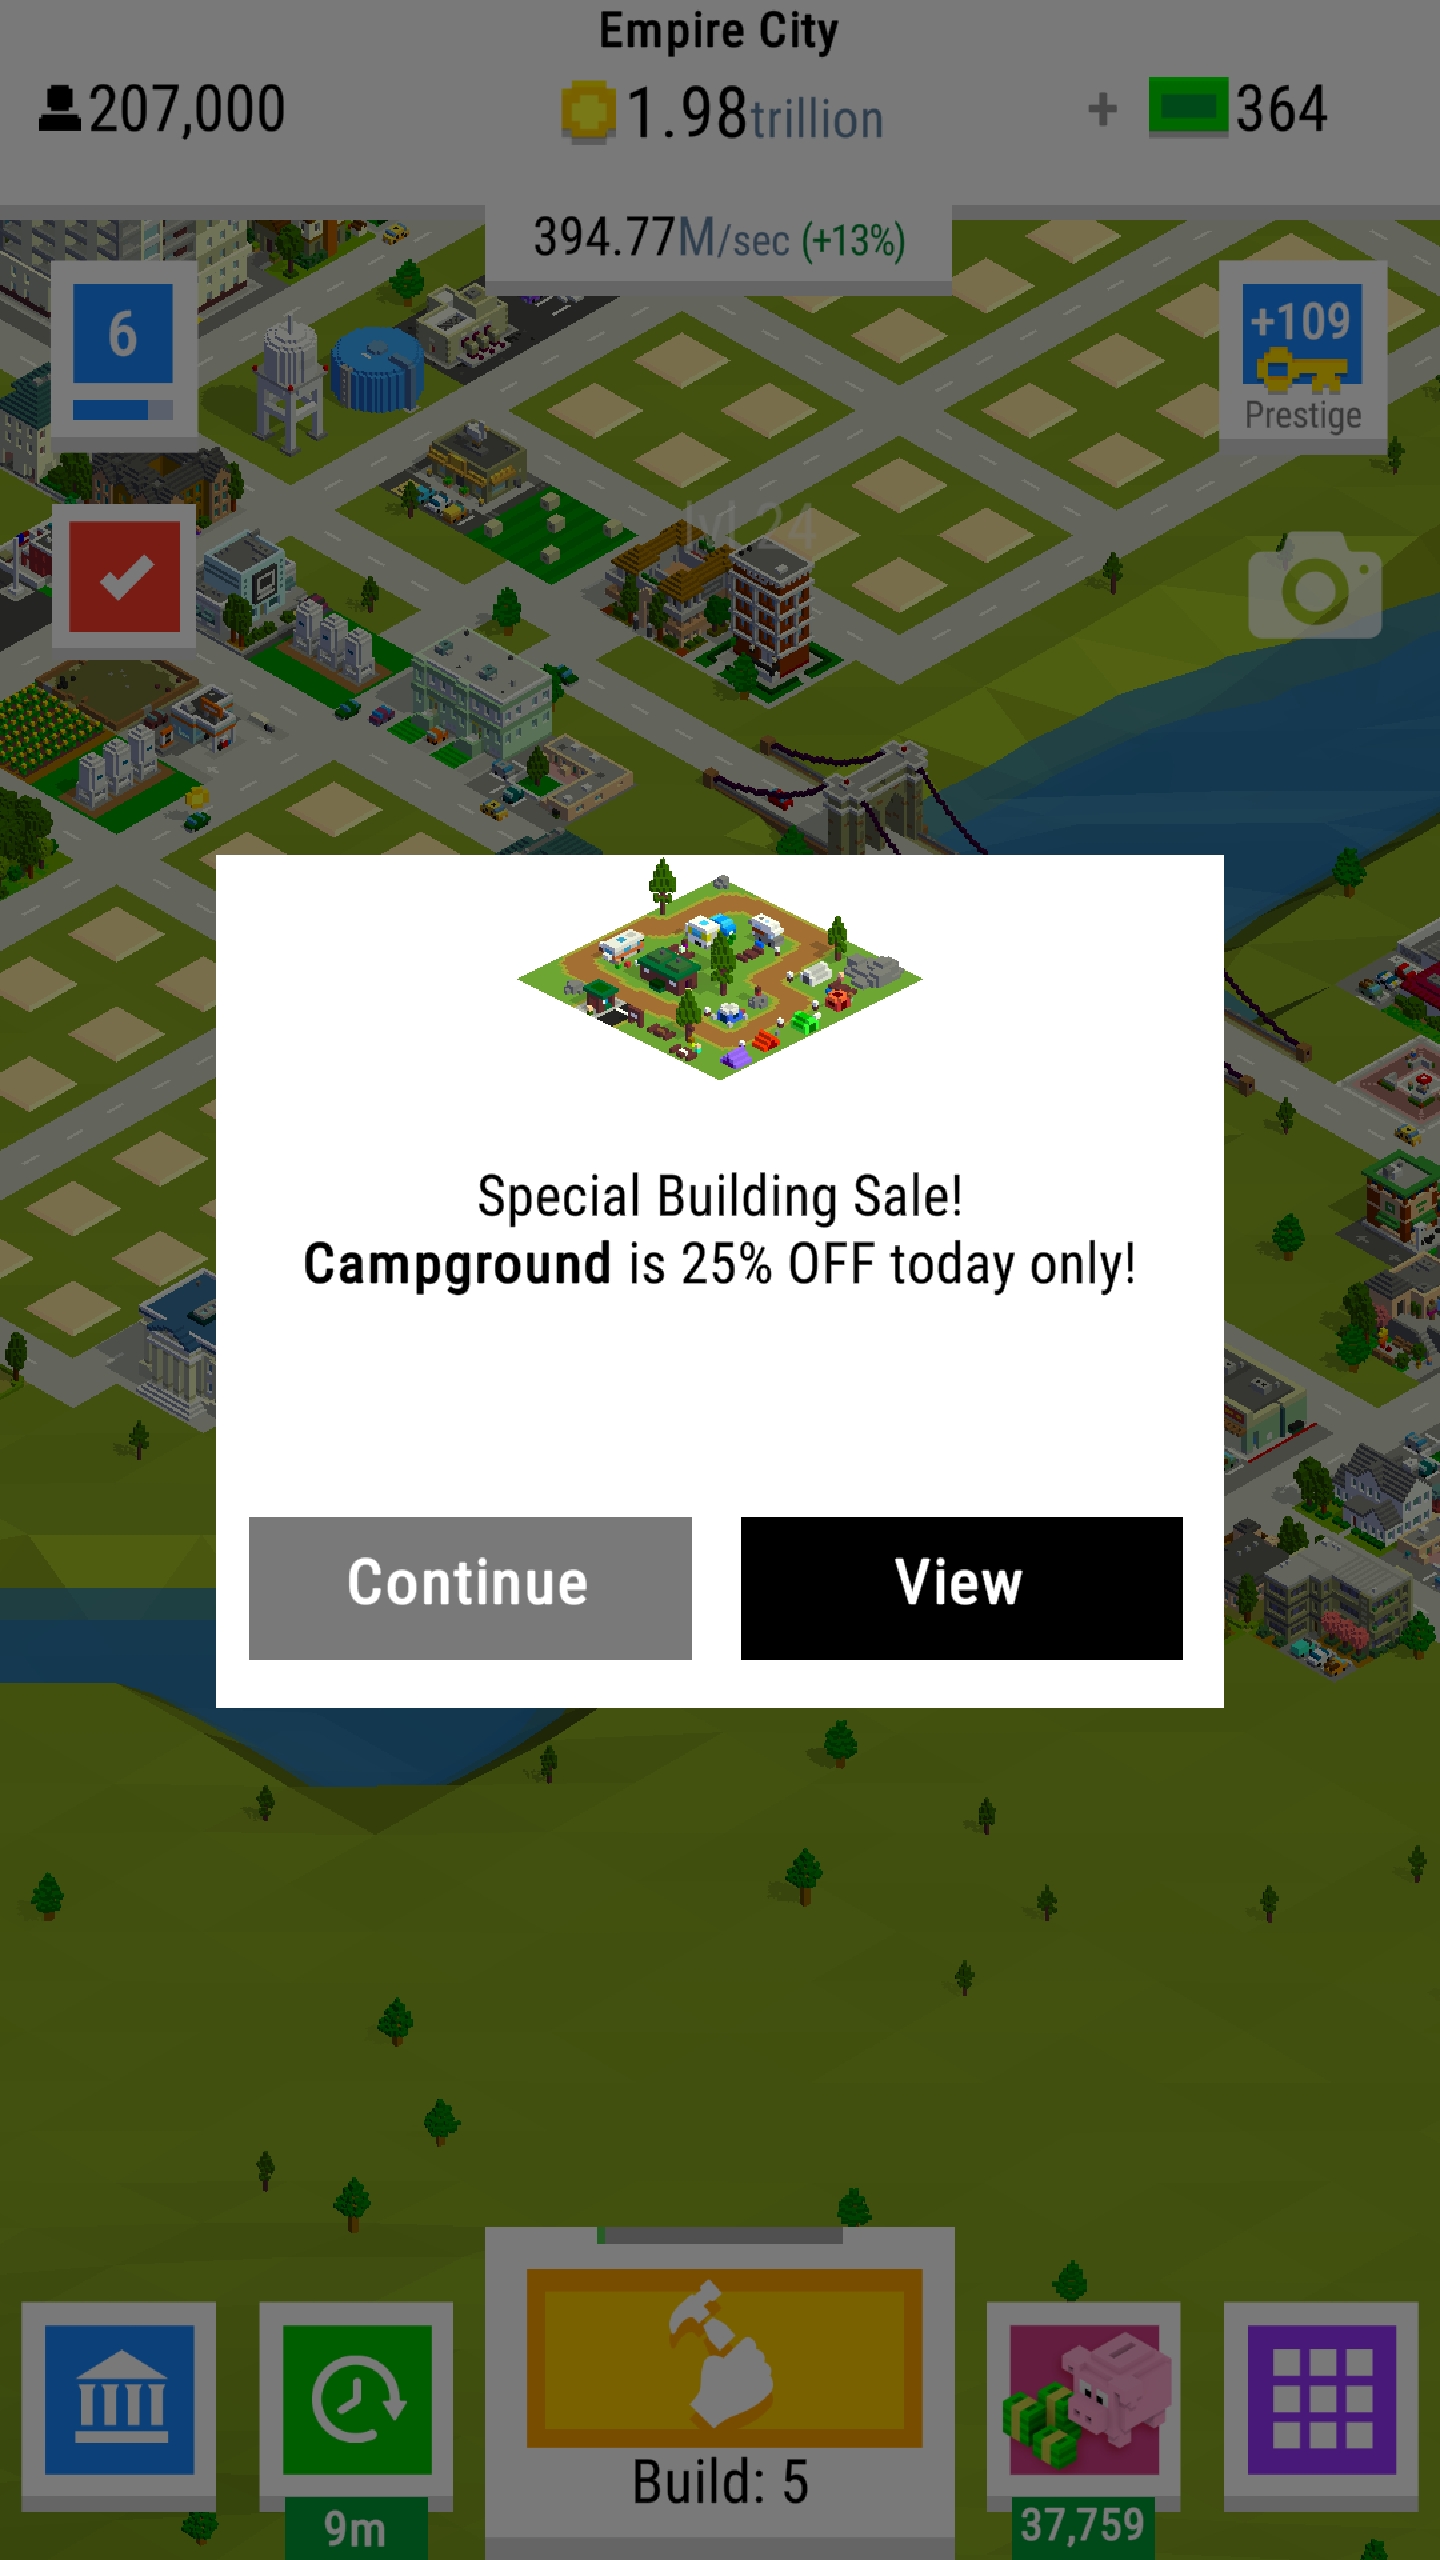 Empire City
207,000
1.98trillion
+ 364
394.77M/sec (+13%)
6
+109
Prestige
lvl 24
Special Building Sale!
Campground is 25% OFF today only!
Continue
View
Build: 5
9m
37,759